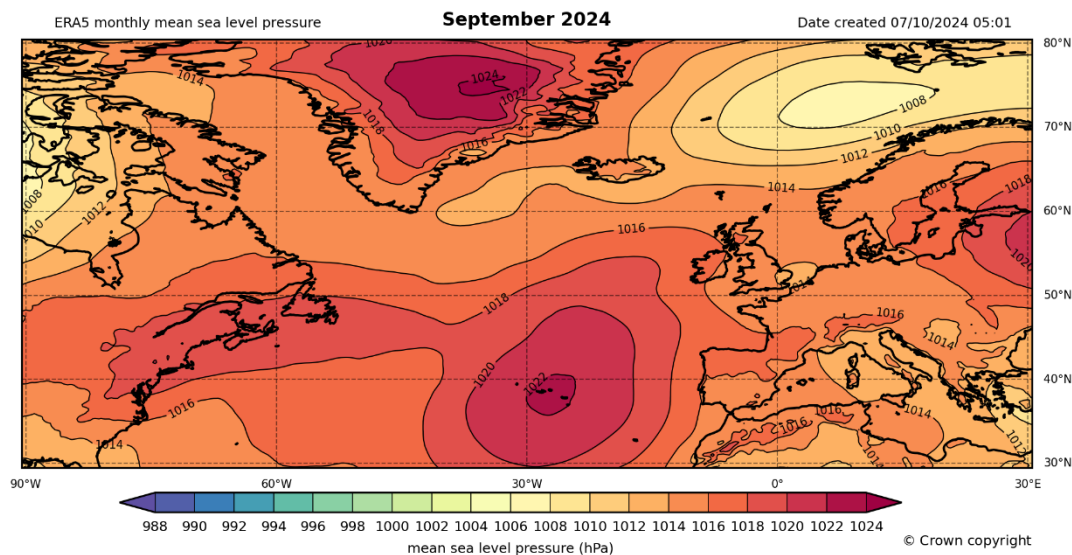 ERA5 monthly mean sea level pressure
September 2024
Date created 07/10/2024 05:01
80°N
70°N
60°N
50°N
40°N
30°N
1020
1024
1022
1014
1018
1016
1008
1010
1012
1014
1016
1018
1020
1008
1010
1012
1016
1018
1020
1022
1016
1014
1014
1016
1014
1016
1016
1014
1014
1012
90°W 60°W 30°W 0° 30°E
988 990 992 994 996 998 1000 1002 1004 1006 1008 1010 1012 1014 1016 1018 1020 1022 1024
mean sea level pressure (hPa)
© Crown copyright